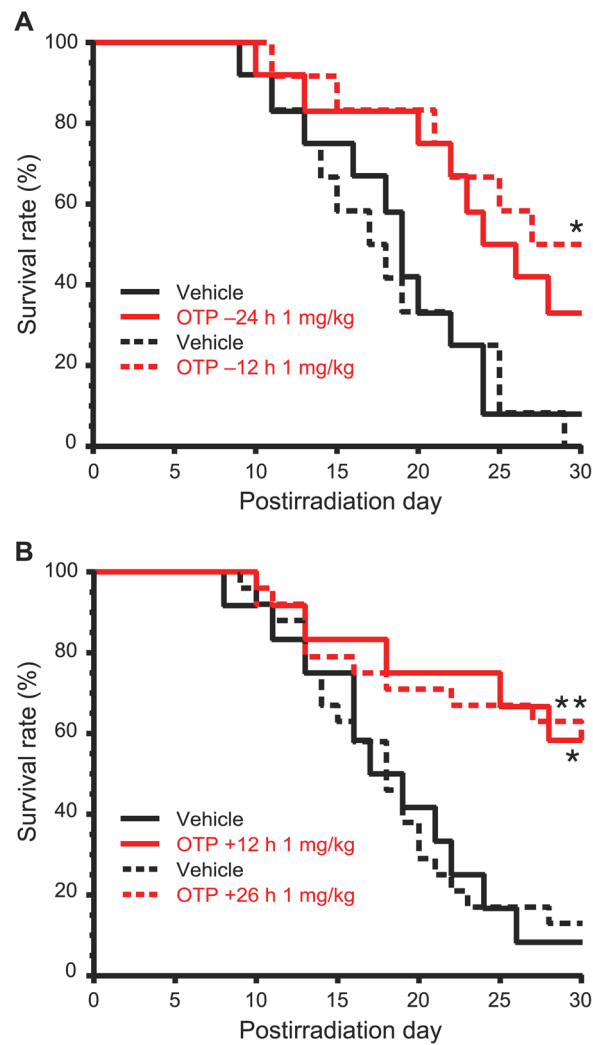 A
Survival rate (%)
100
80
60
40
20
0
*
Vehicle
OTP –24 h 1 mg/kg
Vehicle
OTP –12 h 1 mg/kg
0 5 10 15 20 25 30
Postirradiation day
B
Survival rate (%)
100
80
60
40
20
0
**
*
Vehicle
OTP +12 h 1 mg/kg
Vehicle
OTP +26 h 1 mg/kg
0 5 10 15 20 25 30
Postirradiation day